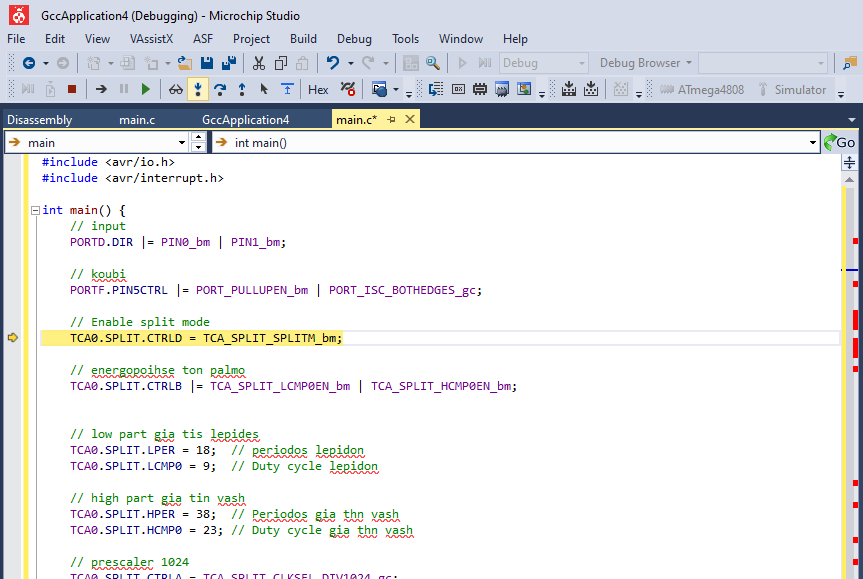 GccApplication4 (Debugging) - Microchip Studio
File Edit View VAssistX ASF Project Build Debug Tools Window Help
Debug Debug Browser
Hex ATmega4808 Simulator
Disassembly main.c GccApplication4 main.c*
main int main() Go
#include <avr/io.h>
#include <avr/interrupt.h>
int main() {
// input
PORTD.DIR |= PIN0_bm | PIN1_bm;
// koubi
PORTF.PIN5CTRL |= PORT_PULLUPEN_bm | PORT_ISC_BOTHEDGES_gc;
// Enable split mode
TCA0.SPLIT.CTRLD = TCA_SPLIT_SPLITM_bm;
// energopoihse ton palmo
TCA0.SPLIT.CTRLB |= TCA_SPLIT_LCMP0EN_bm | TCA_SPLIT_HCMP0EN_bm;
// low part gia tis lepides
TCA0.SPLIT.LPER = 18; // periodos lepidon
TCA0.SPLIT.LCMP0 = 9; // Duty cycle lepidon
// high part gia tin vash
TCA0.SPLIT.HPER = 38; // Periodos gia thn vash
TCA0.SPLIT.HCMP0 = 23; // Duty cycle gia thn vash
// prescaler 1024
TCA0.SPLIT.CTRLA = TCA_SPLIT_CLKSEL_DIV1024_gc;